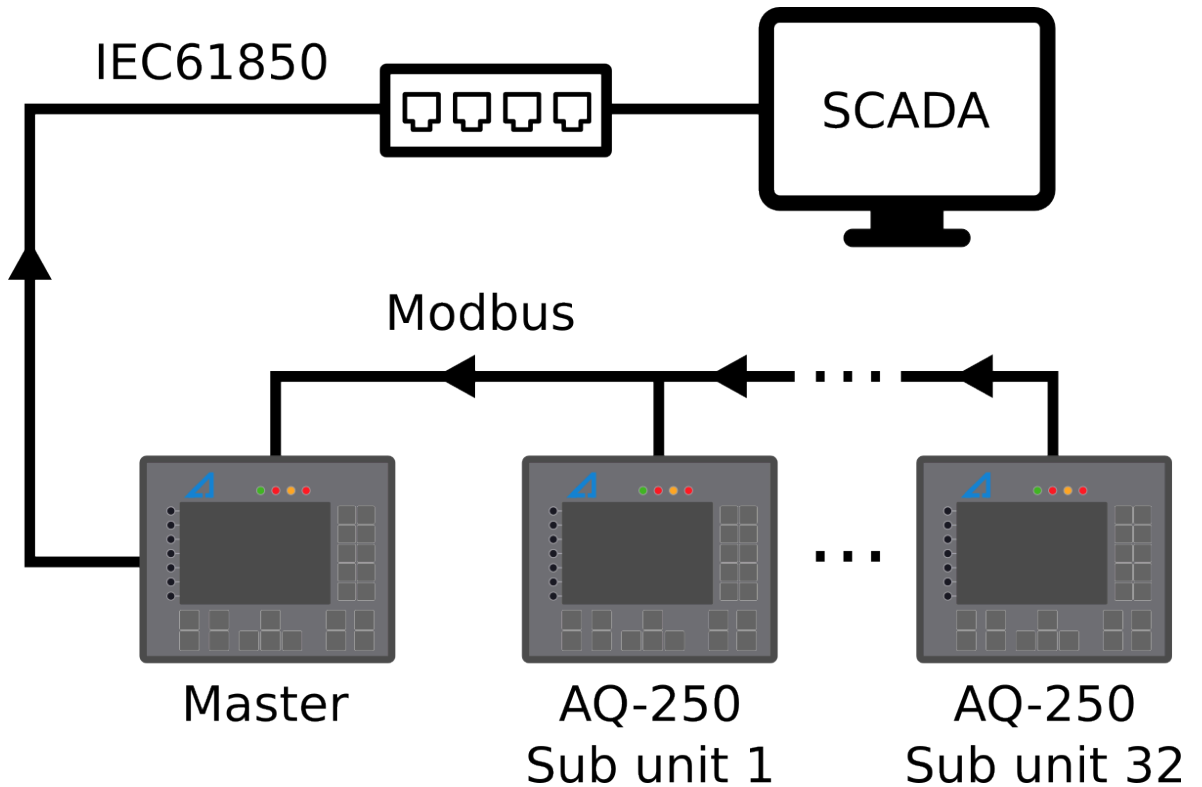 IEC61850
SCADA
Modbus
Master
AQ-250
Sub unit 1
AQ-250
Sub unit 32